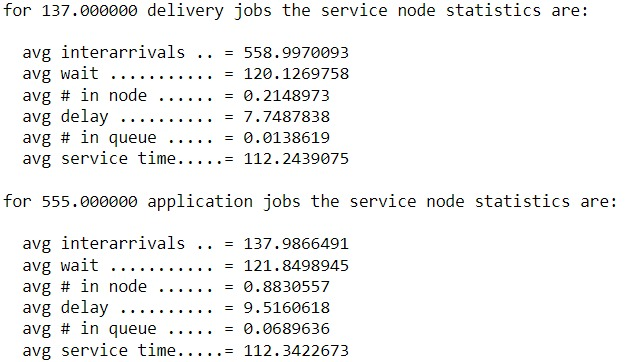 for 137.000000 delivery jobs the service node statistics are:
avg interarrivals .. = 558.9970093
avg wait ........... = 120.1269758
avg # in node ...... = 0.2148973
avg delay .......... = 7.7487838
avg # in queue ..... = 0.0138619
avg service time.....= 112.2439075
for 555.000000 application jobs the service node statistics are:
avg interarrivals .. = 137.9866491
avg wait ........... = 121.8498945
avg # in node ...... = 0.8830557
avg delay .......... = 9.5160618
avg # in queue ..... = 0.0689636
avg service time.....= 112.3422673